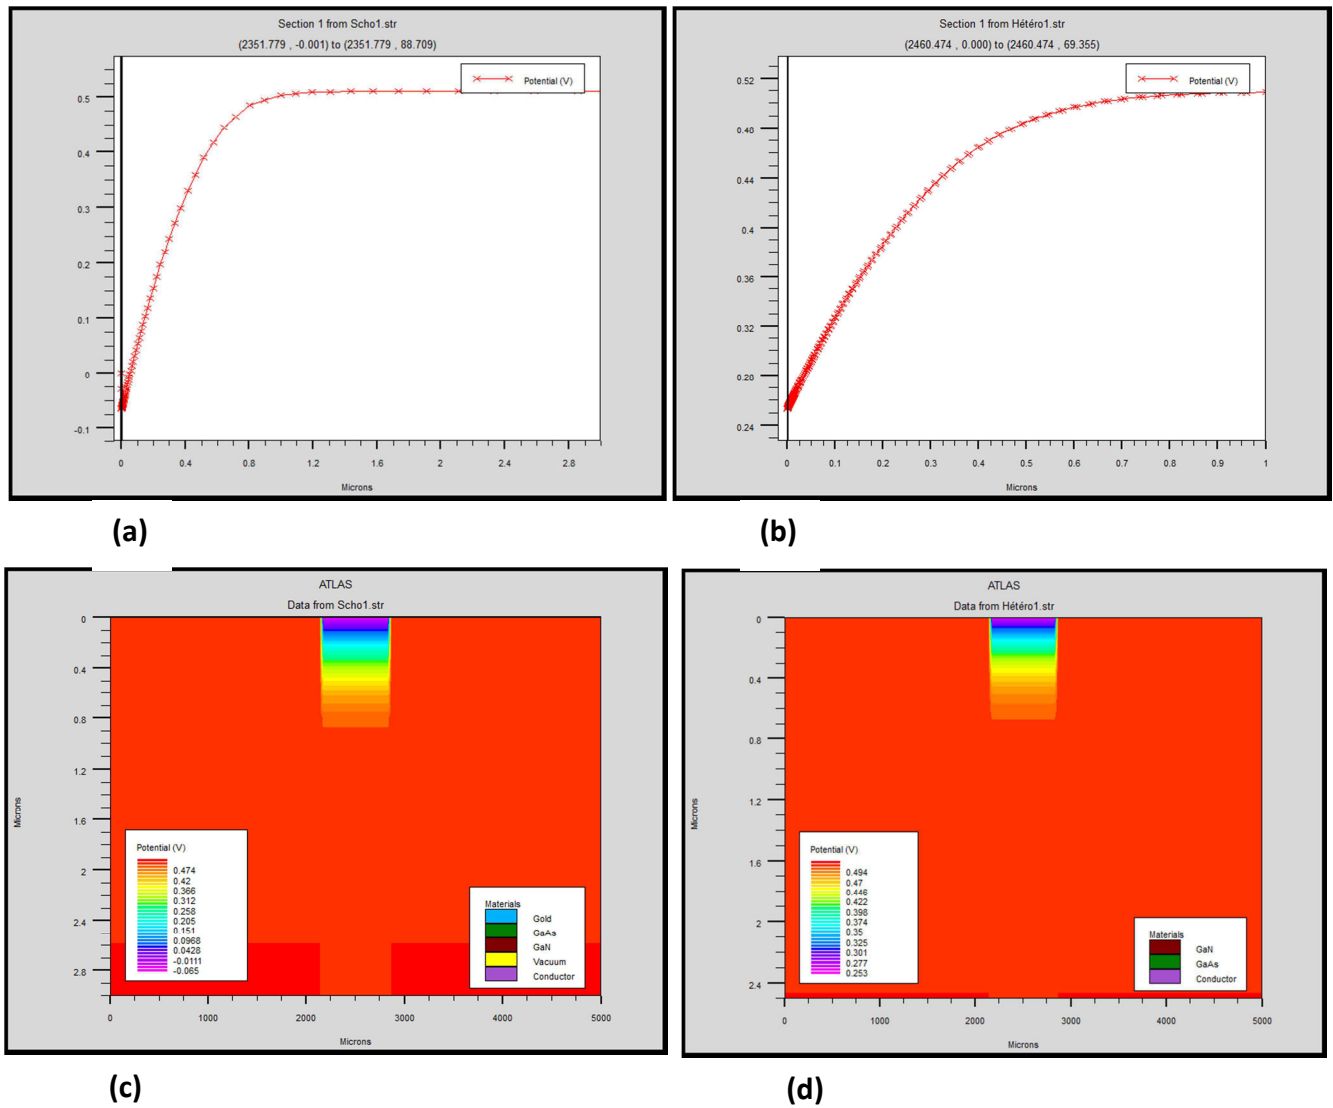 Section 1 from Scho1.str
(2351.779 , -0.001) to (2351.779 , 88.709)
Potential (V)
0.5
0.4
0.3
0.2
0.1
0
-0.1
0 0.4 0.8 1.2 1.6 2 2.4 2.8
Microns
(a)
Section 1 from Hétéro1.str
(2460.474 , 0.000) to (2460.474 , 69.355)
Potential (V)
0.52
0.40
0.44
0.4
0.36
0.32
0.20
0.24
0 0.1 0.2 0.3 0.4 0.5 0.6 0.7 0.8 0.9 1
Microns
(b)
ATLAS
Data from Scho1.str
Microns
0
0.4
0.8
1.2
1.6
2
2.4
2.8
Potential (V)
0.474
0.42
0.366
0.312
0.258
0.205
0.151
0.0968
0.0428
-0.0111
-0.065
Materials
Gold
GaAs
GaN
Vacuum
Conductor
0 1000 2000 3000 4000 5000
Microns
(c)
ATLAS
Data from Hétéro1.str
Microns
0
0.4
0.8
1.2
1.6
2
2.4
Potential (V)
0.494
0.47
0.446
0.422
0.398
0.374
0.35
0.325
0.301
0.277
0.253
Materials
GaN
GaAs
Conductor
0 1000 2000 3000 4000 5000
Microns
(d)